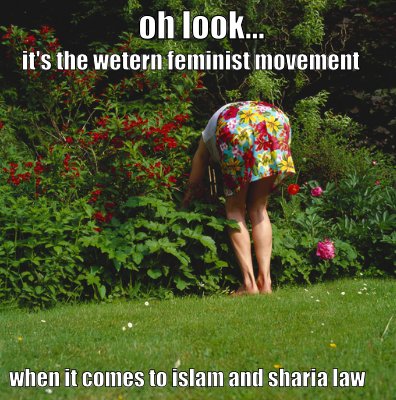 oh look...
it's the wetern feminist movement
when it comes to islam and sharia law